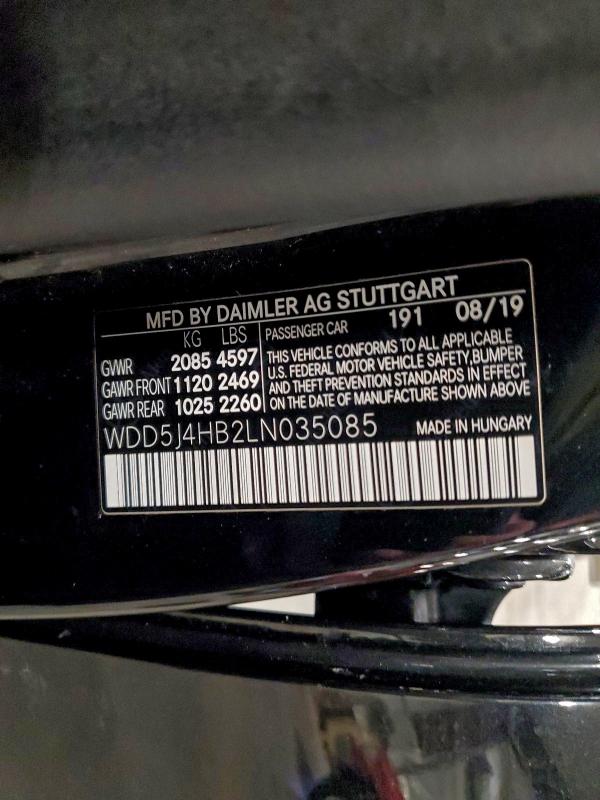 MFD BY DAIMLER AG STUTTGART
KG LBS
GVWR 2085 4597
GAWR FRONT 1120 2469
GAWR REAR 1025 2260
PASSENGER CAR 191 08/19
THIS VEHICLE CONFORMS TO ALL APPLICABLE
U.S. FEDERAL MOTOR VEHICLE SAFETY, BUMPER
AND THEFT PREVENTION STANDARDS IN EFFECT
ON THE DATE OF MANUFACTURE SHOWN ABOVE
WDD5J4HB2LN035085 MADE IN HUNGARY